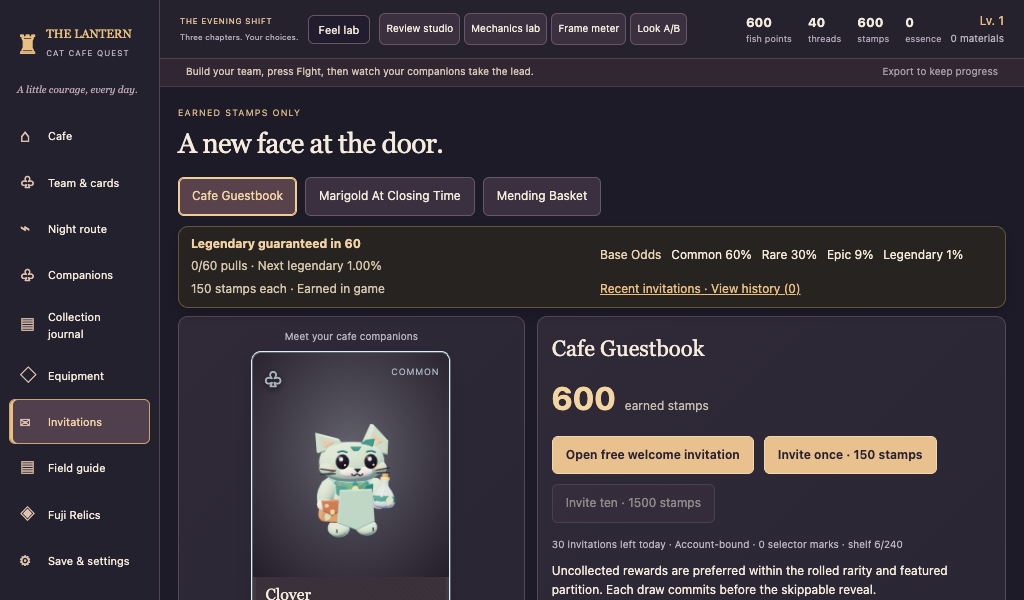 THE LANTERN
CAT CAFE QUEST
A little courage, every day.
Cafe
Team & cards
Night route
Companions
Collection
journal
Equipment
Invitations
Field guide
Fuji Relics
Save & settings
THE EVENING SHIFT
Three chapters. Your choices.
Feel lab
Review studio
Mechanics lab
Frame meter
Look A/B
600
fish points
40
threads
600
stamps
0
essence
Lv. 1
0 materials
Build your team, press Fight, then watch your companions take the lead.
Export to keep progress
EARNED STAMPS ONLY
A new face at the door.
Cafe Guestbook
Marigold At Closing Time
Mending Basket
Legendary guaranteed in 60
0/60 pulls · Next legendary 1.00%
150 stamps each · Earned in game
Base Odds Common 60% Rare 30% Epic 9% Legendary 1%
Recent invitations · View history (0)
Meet your cafe companions
COMMON
Clover
Cafe Guestbook
600 earned stamps
Open free welcome invitation
Invite once · 150 stamps
Invite ten · 1500 stamps
30 invitations left today · Account-bound · 0 selector marks · shelf 6/240
Uncollected rewards are preferred within the rolled rarity and featured
partition. Each draw commits before the skippable reveal.